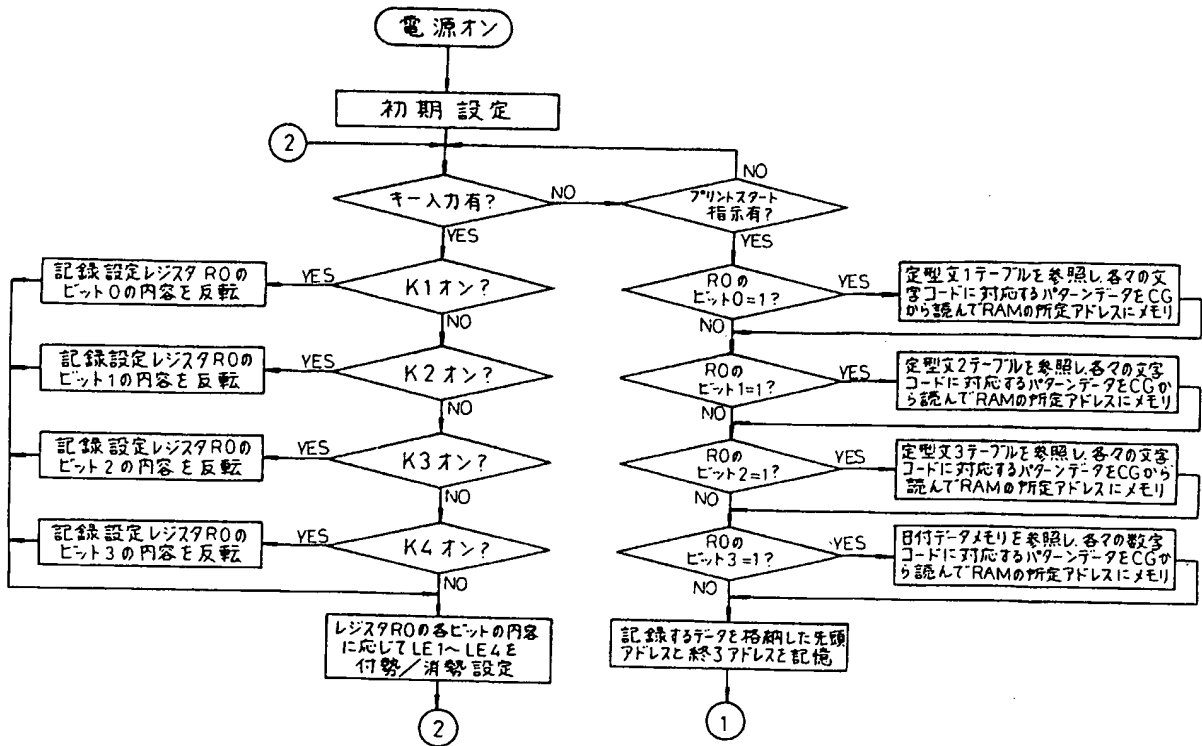 電源オン
初期設定
2
キー入力有?
NO
YES
プリントスタート
指示有?
NO
YES
K1オン?
YES
NO
記録設定レジスタR0の
ビット0の内容を反転
K2オン?
YES
NO
記録設定レジスタR0の
ビット1の内容を反転
K3オン?
YES
NO
記録設定レジスタR0の
ビット2の内容を反転
K4オン?
YES
NO
記録設定レジスタR0の
ビット3の内容を反転
レジスタR0の各ビットの内容
に応じてLE1〜LE4を
付勢/消勢設定
2
R0の
ビット0=1?
YES
NO
定型文1テーブルを参照し、各々の文
字コードに対応するパターンデータをCG
から読んでRAMの所定アドレスにメモリ
R0の
ビット1=1?
YES
NO
定型文2テーブルを参照し、各々の文字
コードに対応するパターンデータをCGか
ら読んでRAMの所定アドレスにメモリ
R0の
ビット2=1?
YES
NO
定型文3テーブルを参照し、各々の文字
コードに対応するパターンデータをCGから
読んでRAMの所定アドレスにメモリ
R0の
ビット3=1?
YES
NO
日付データメモリを参照し、各々の数字
コードに対応するパターンデータをCGか
ら読んでRAMの所定アドレスにメモリ
記録するデータを格納した先頭
アドレスと終了アドレスを記憶
1